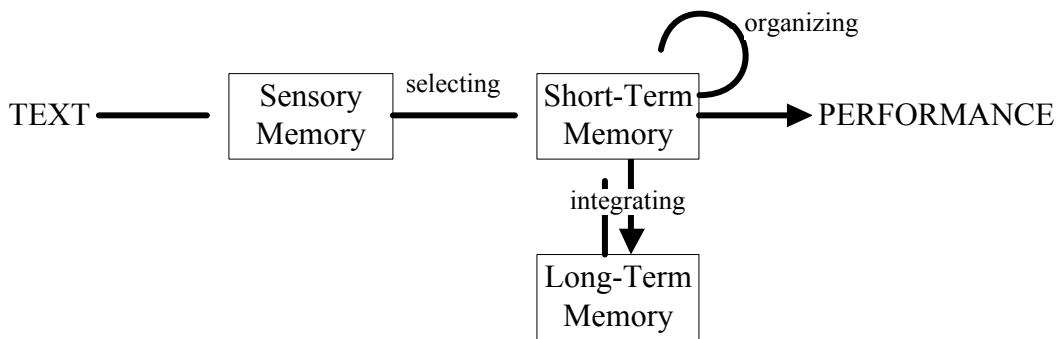 organizing
selecting
TEXT
Sensory
Memory
Short-Term
Memory
PERFORMANCE
integrating
Long-Term
Memory